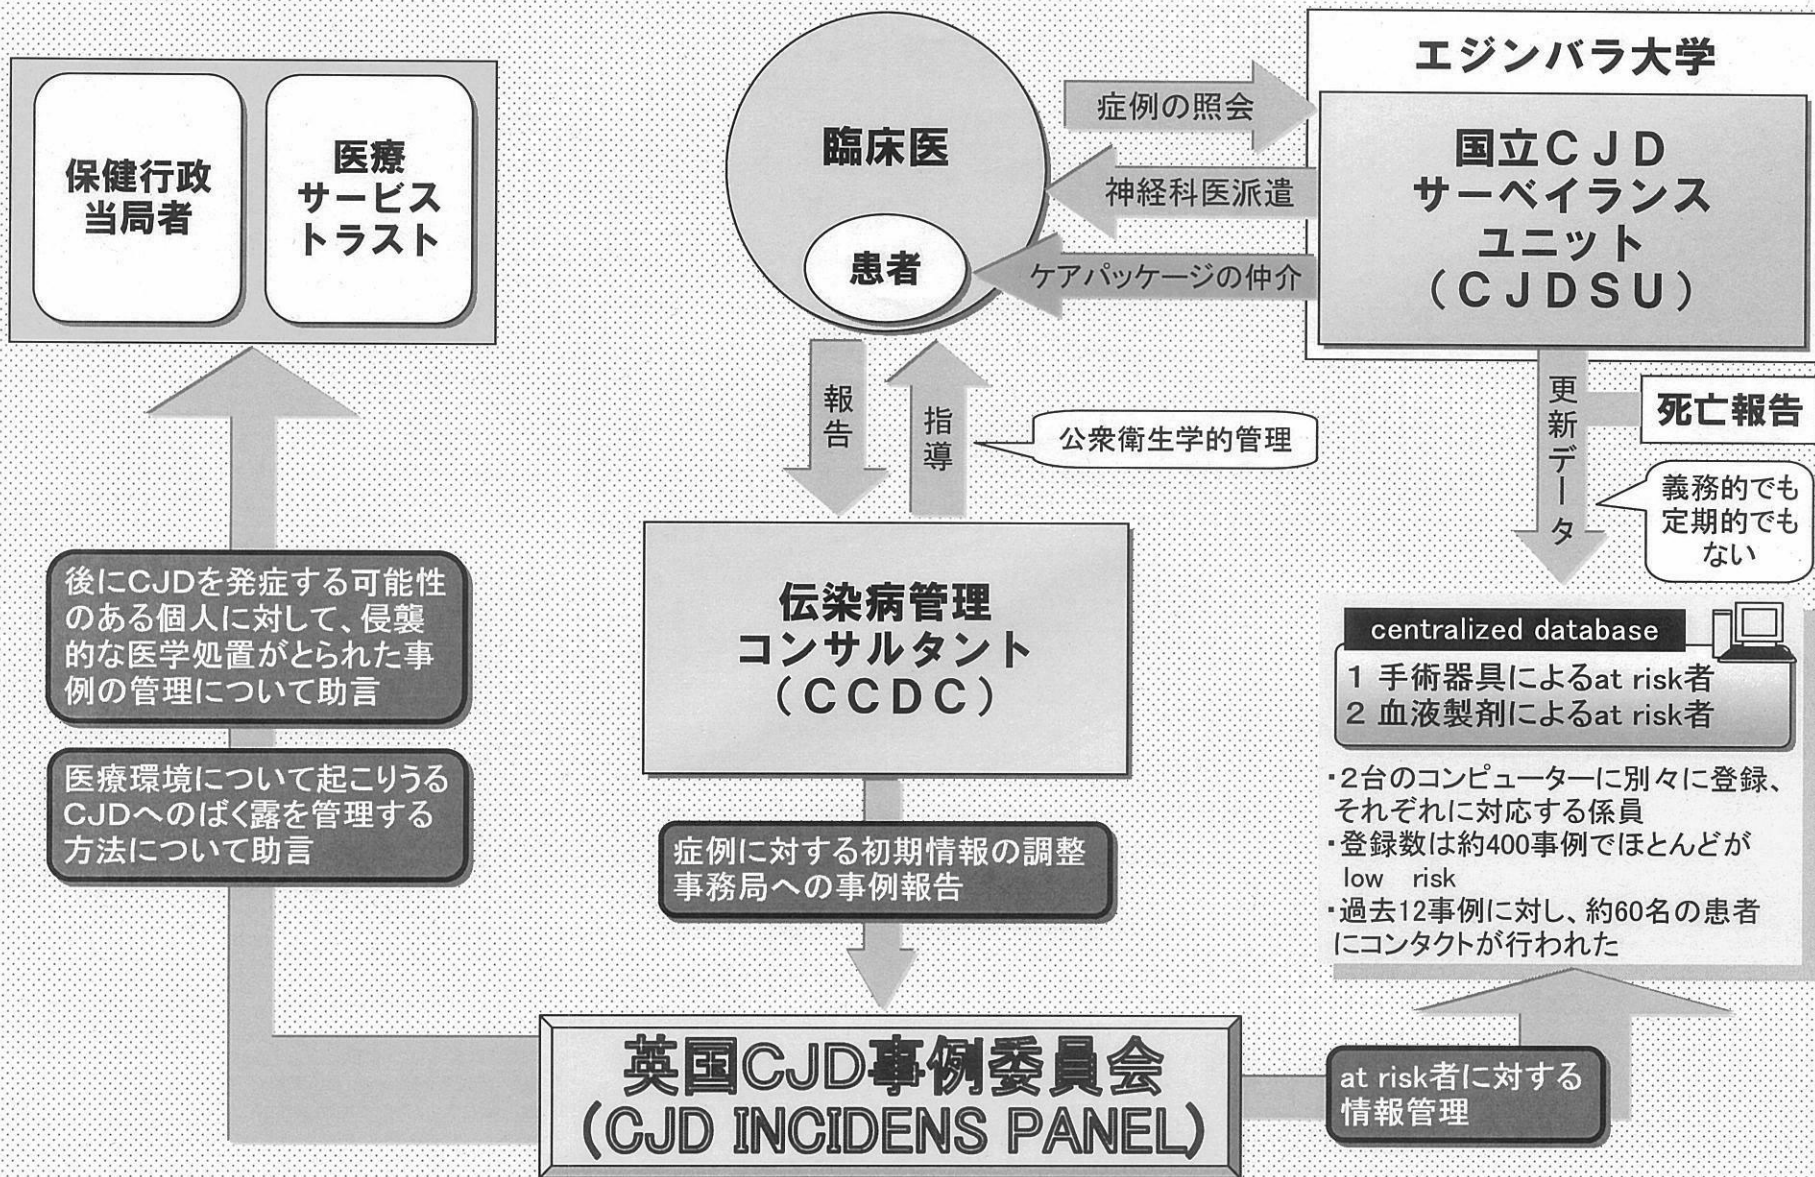 保健行政
当局者
医療
サービス
トラスト
臨床医
患者
症例の照会
神経科医派遣
ケアパッケージの仲介
エジンバラ大学
国立CJD
サーベイランス
ユニット
(CJDSU)
報告
指導
公衆衛生学的管理
更新データ
死亡報告
義務的でも
定期的でも
ない
後にCJDを発症する可能性
のある個人に対して、侵襲
的な医学処置がとられた事
例の管理について助言
医療環境について起こりうる
CJDへのばく露を管理する
方法について助言
伝染病管理
コンサルタント
(CCDC)
症例に対する初期情報の調整
事務局への事例報告
centralized database
1 手術器具によるat risk者
2 血液製剤によるat risk者
・2台のコンピューターに別々に登録、
それぞれに対応する係員
・登録数は約400事例でほとんどが
low risk
・過去12事例に対し、約60名の患者
にコンタクトが行われた
英国CJD事例委員会
(CJD INCIDENS PANEL)
at risk者に対する
情報管理